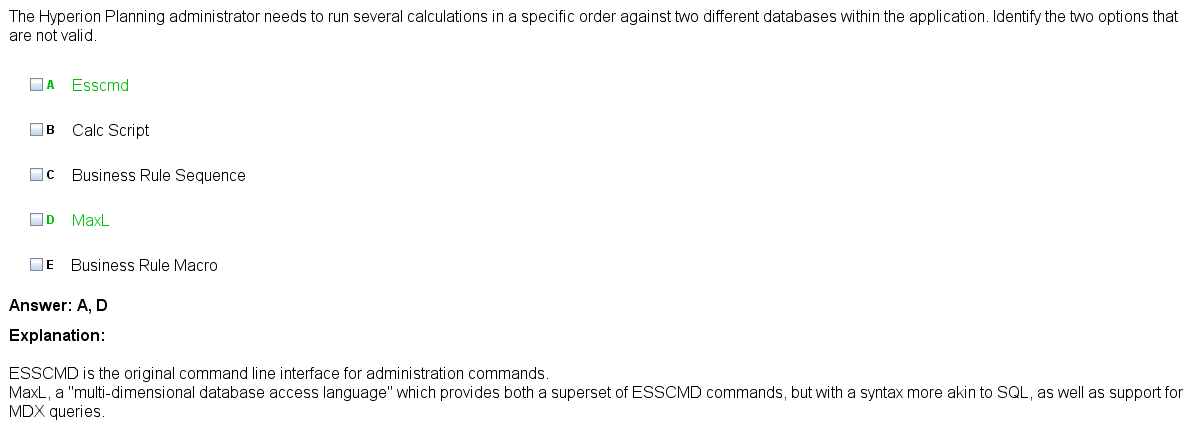 The Hyperion Planning administrator needs to run several calculations in a specific order against two different databases within the application. Identify the two options that
are not valid.
A Esscmd
B Calc Script
C Business Rule Sequence
D MaxL
E Business Rule Macro
Answer: A, D
Explanation:
ESSCMD is the original command line interface for administration commands.
MaxL, a "multi-dimensional database access language" which provides both a superset of ESSCMD commands, but with a syntax more akin to SQL, as well as support for
MDX queries.